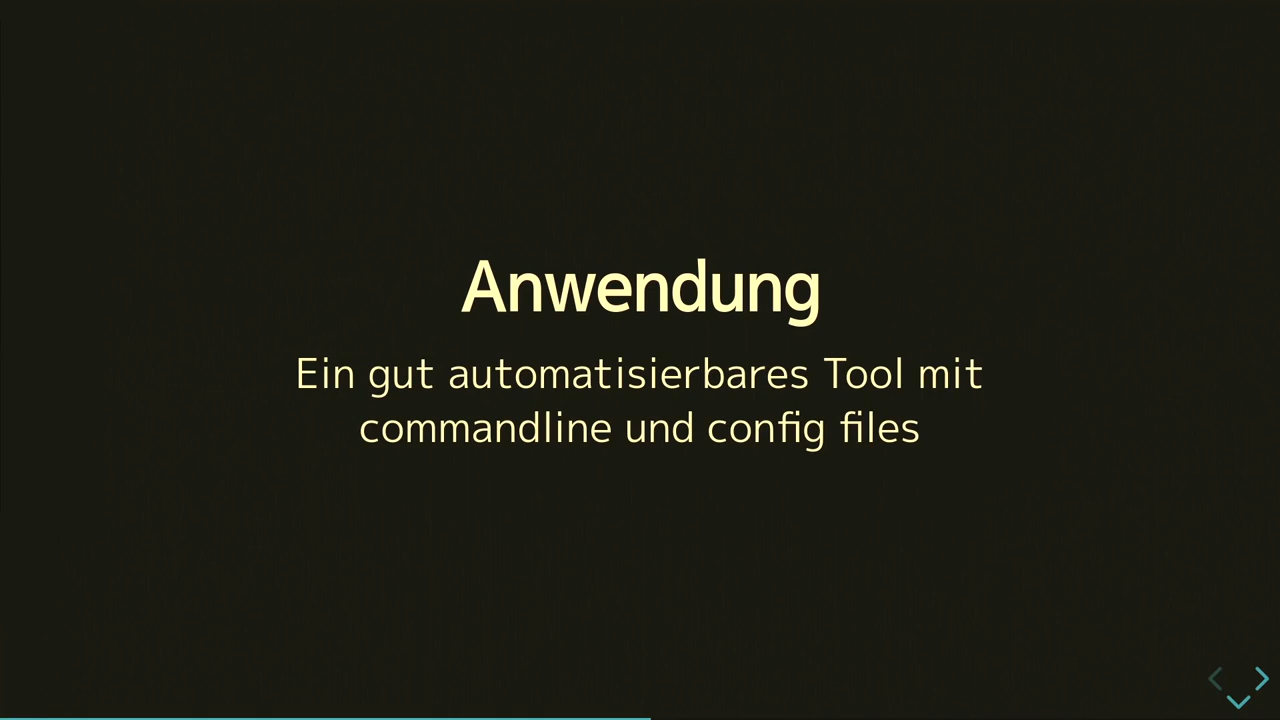 Anwendung
Ein gut automatisierbares Tool mit
commandline und config files